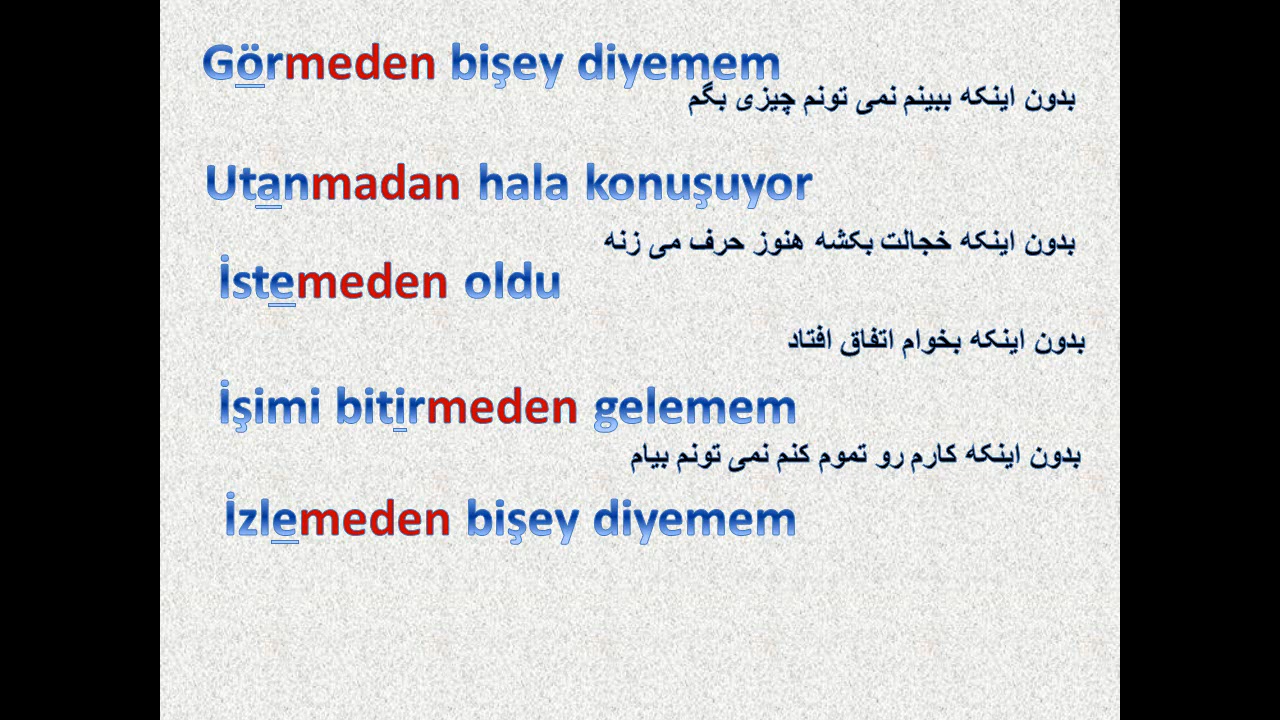 Görmeden bişey diyemem
بدون اینکه ببینم نمی تونم چیزی بگم
Utanmadan hala konuşuyor
بدون اینکه خجالت بکشه هنوز حرف می زنه
İstemeden oldu
بدون اینکه بخوام اتفاق افتاد
İşimi bitirmeden gelemem
بدون اینکه کارم رو تموم کنم نمی تونم بیام
İzlemeden bişey diyemem